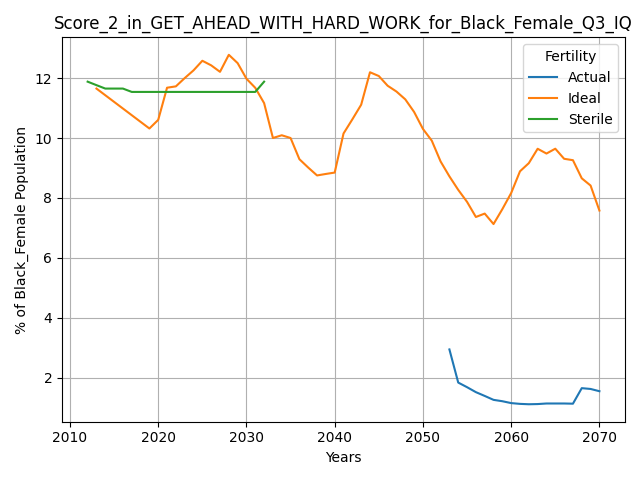 Score_2_in_GET_AHEAD_WITH_HARD_WORK_for_Black_Female_Q3_IQ
Fertility
Actual
Ideal
Sterile
% of Black_Female Population
12
10
8
6
4
2
2010
2020
2030
2040
2050
2060
2070
Years